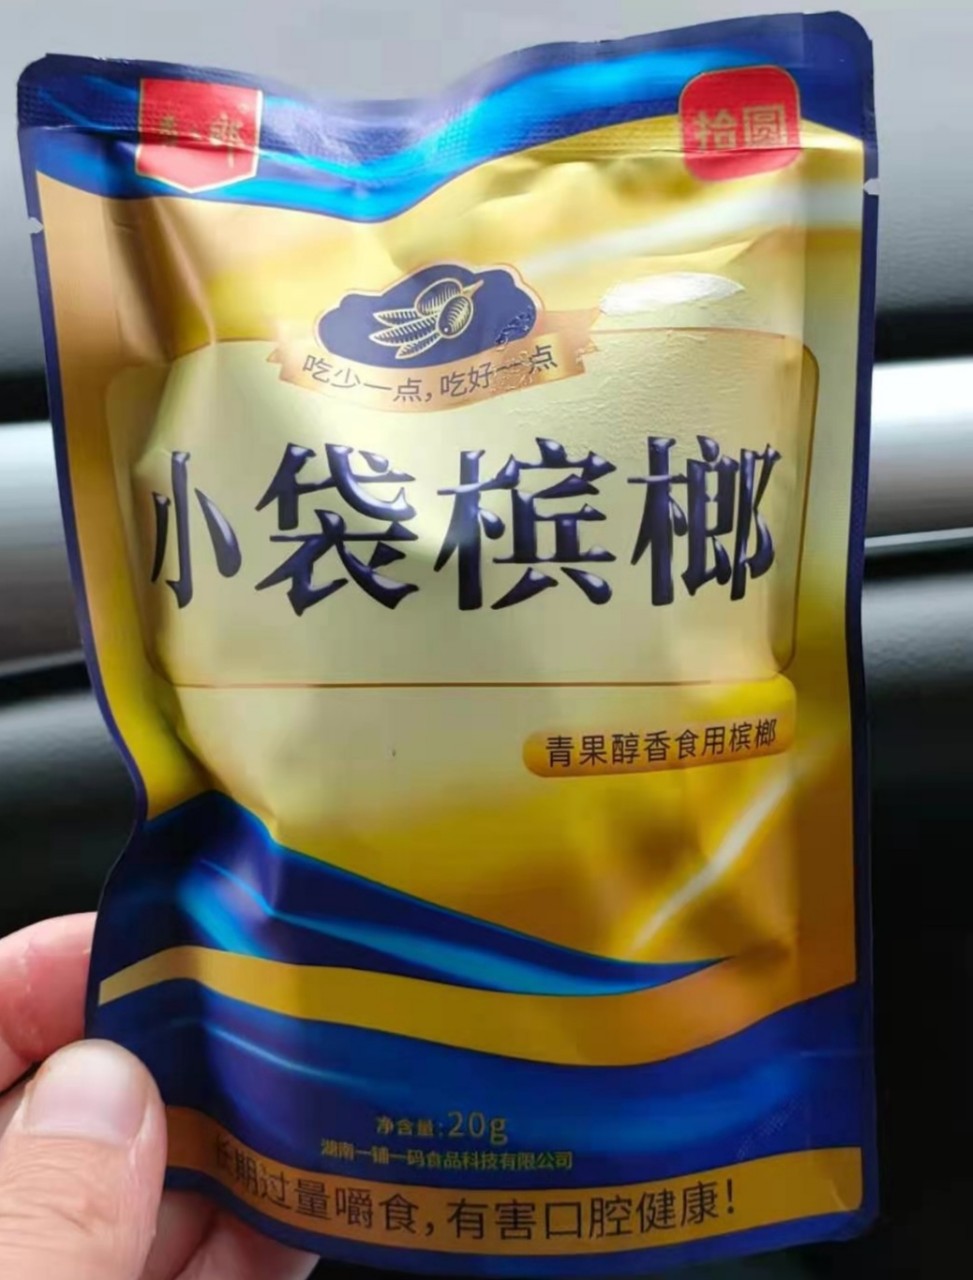 拾圆
吃少一点，吃好一点
小袋槟榔
青果醇香食用槟榔
净含量：20g
湖南一铺一码食品科技有限公司
长期过量嚼食，有害口腔健康！